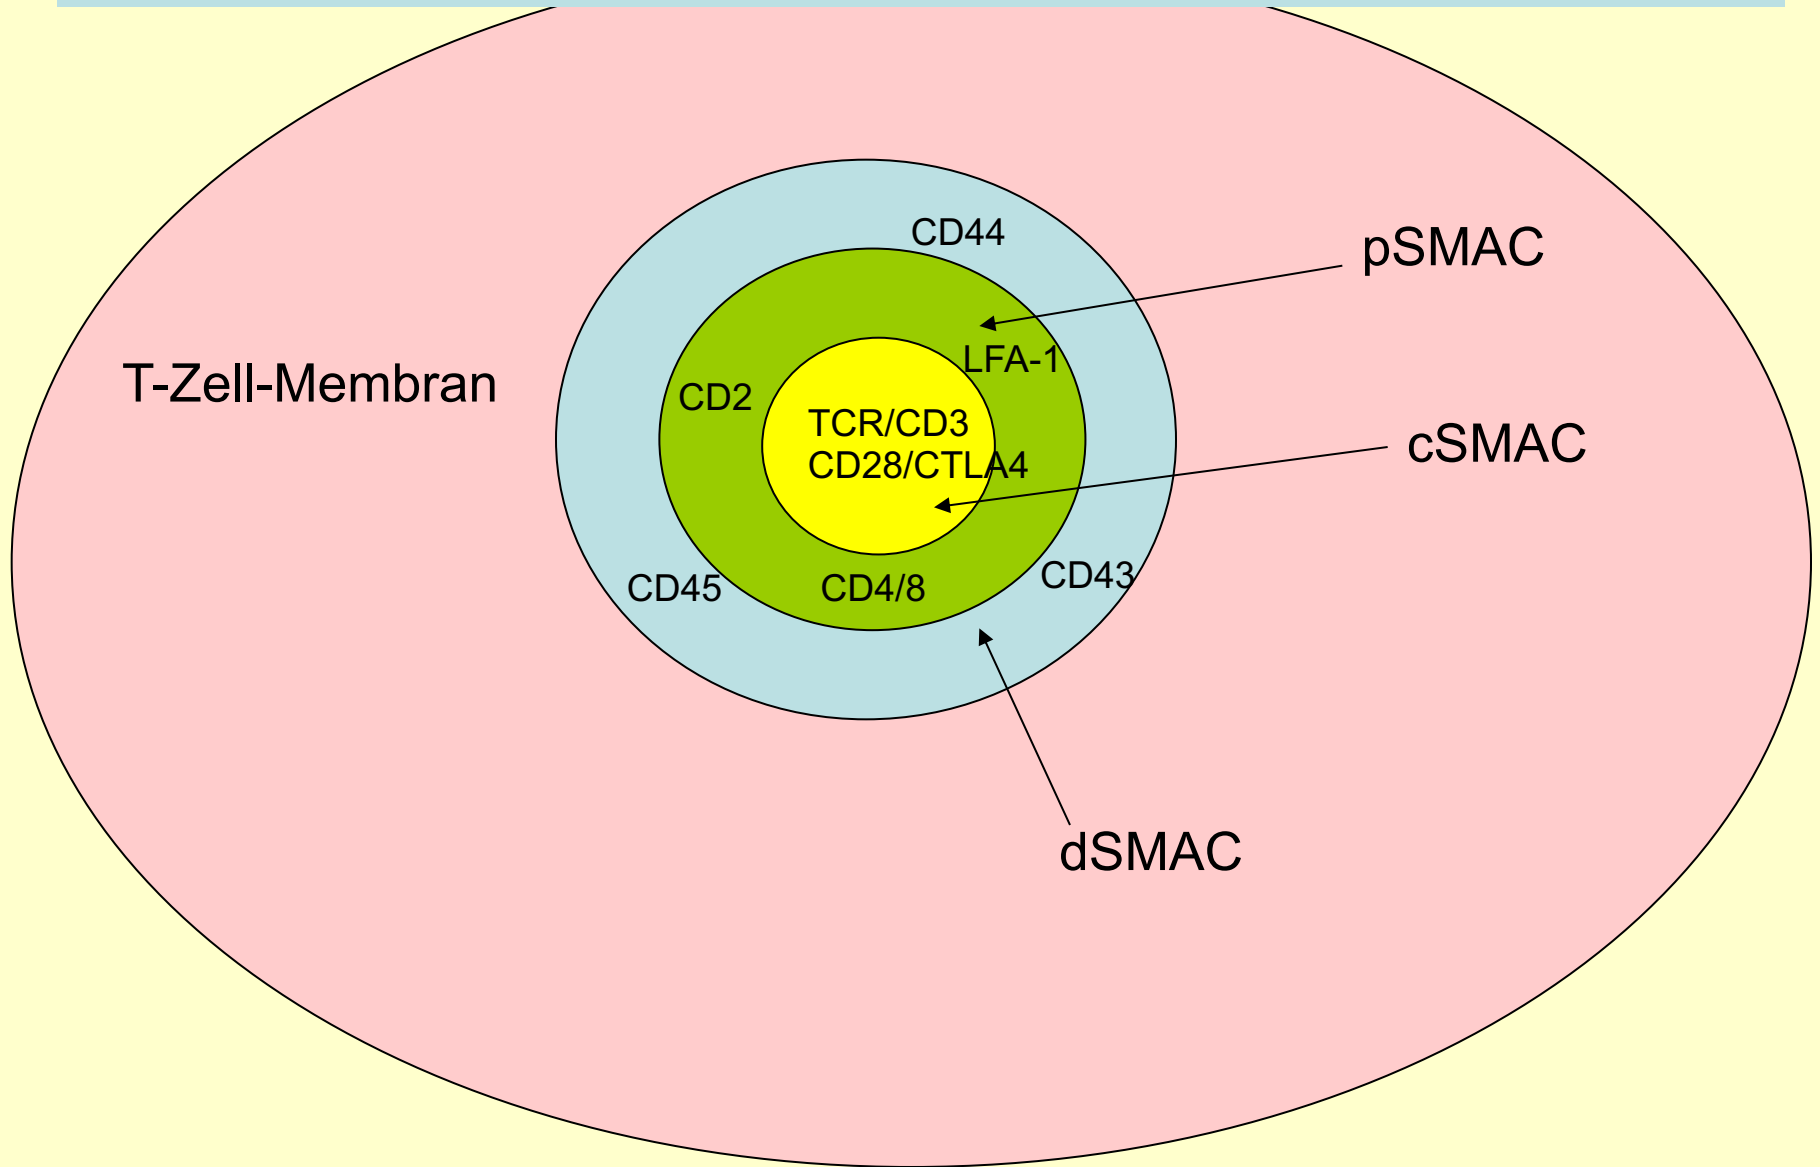 CD44
pSMAC
LFA-1
T-Zell-Membran
CD2
TCR/CD3
CD28/CTLA4
cSMAC
CD45
CD4/8
CD43
dSMAC